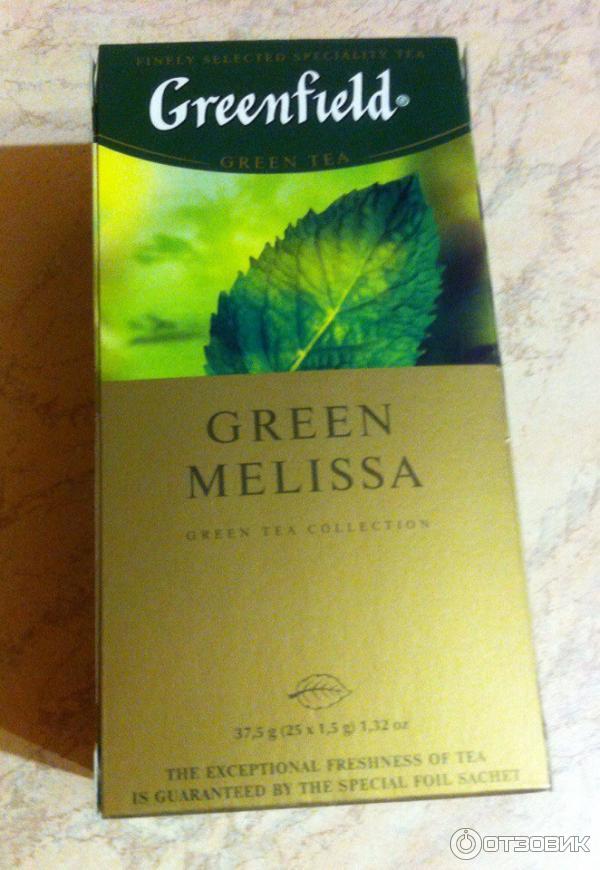 FINELY SELECTED SPECIALITY TEA
Greenfield®
GREEN TEA
GREEN
MELISSA
GREEN TEA COLLECTION
37,5 g (25 x 1,5 g) 1,32 oz
THE EXCEPTIONAL FRESHNESS OF TEA
IS GUARANTEED BY THE SPECIAL FOIL SACHET
ОТЗОВИК